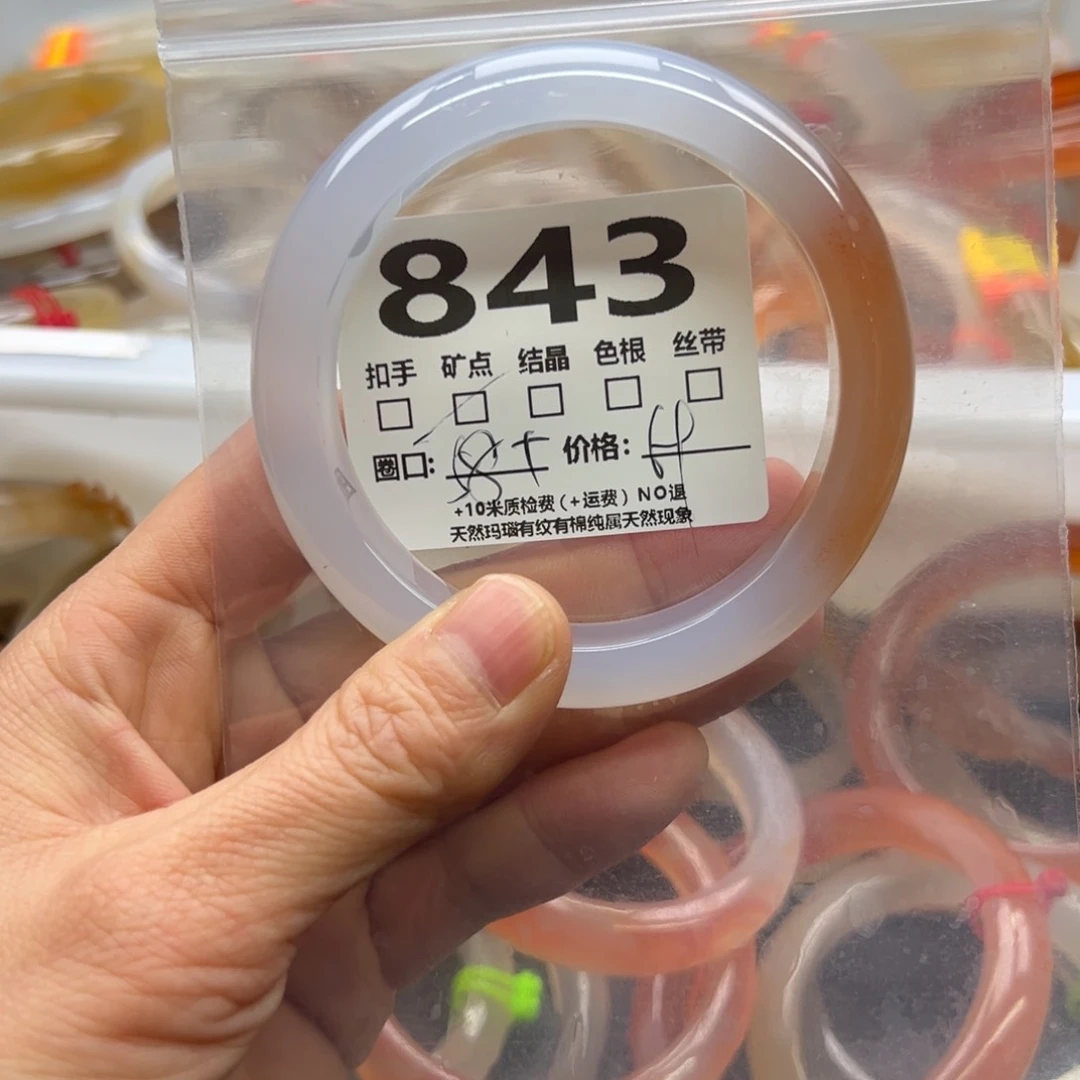 843
扣手 矿点 结晶 色根 丝带
圈口: 价格:
+10米质检费(+运费)NO退
天然玛瑙有纹有棉纯属天然现象